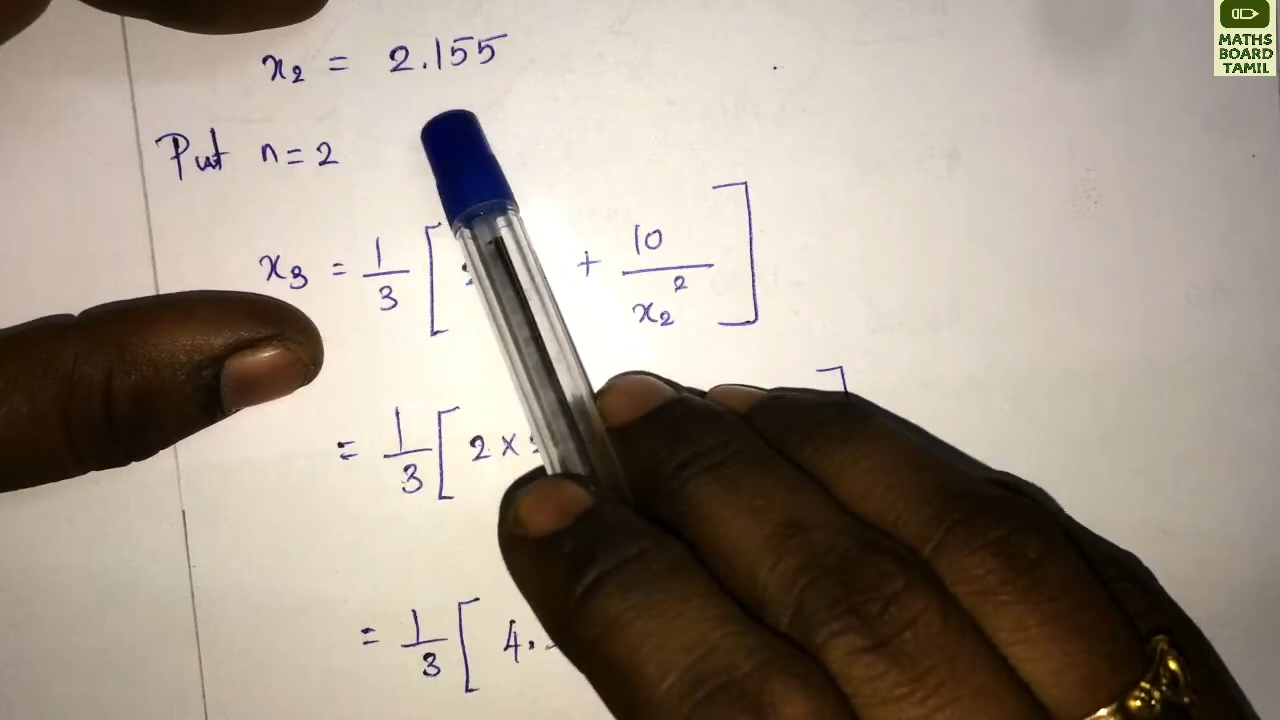 MATHS
BOARD
TAMIL
x₂ = 2.155
Put n=2
x₃ = 1/3 [ + 10/x₂² ]
= 1/3 [ 2 ×
= 1/3 [ 4.